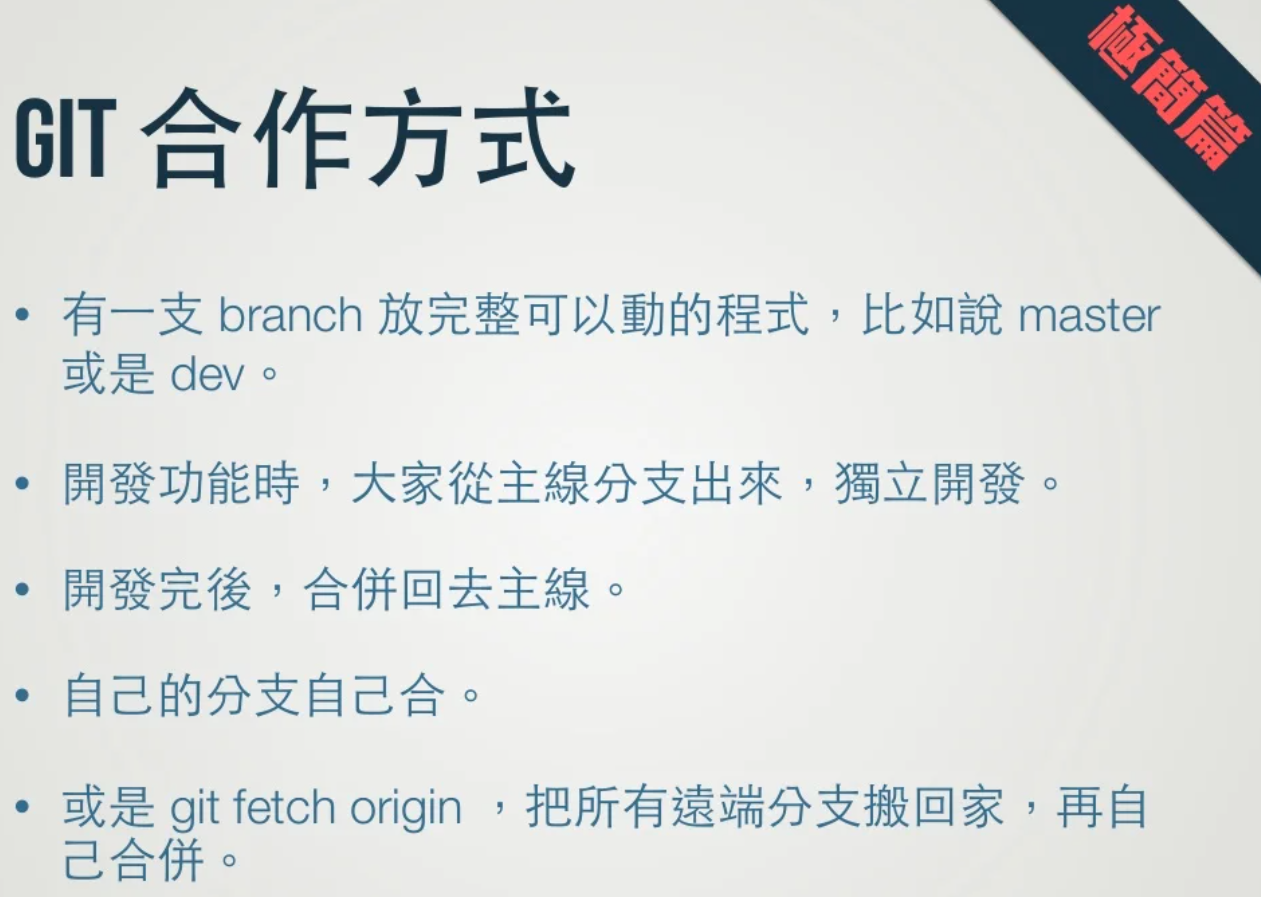 極簡篇
GIT 合作方式
• 有一支 branch 放完整可以動的程式，比如說 master
或是 dev。
• 開發功能時，大家從主線分支出來，獨立開發。
• 開發完後，合併回去主線。
• 自己的分支自己合。
• 或是 git fetch origin ，把所有遠端分支搬回家，再自
己合併。